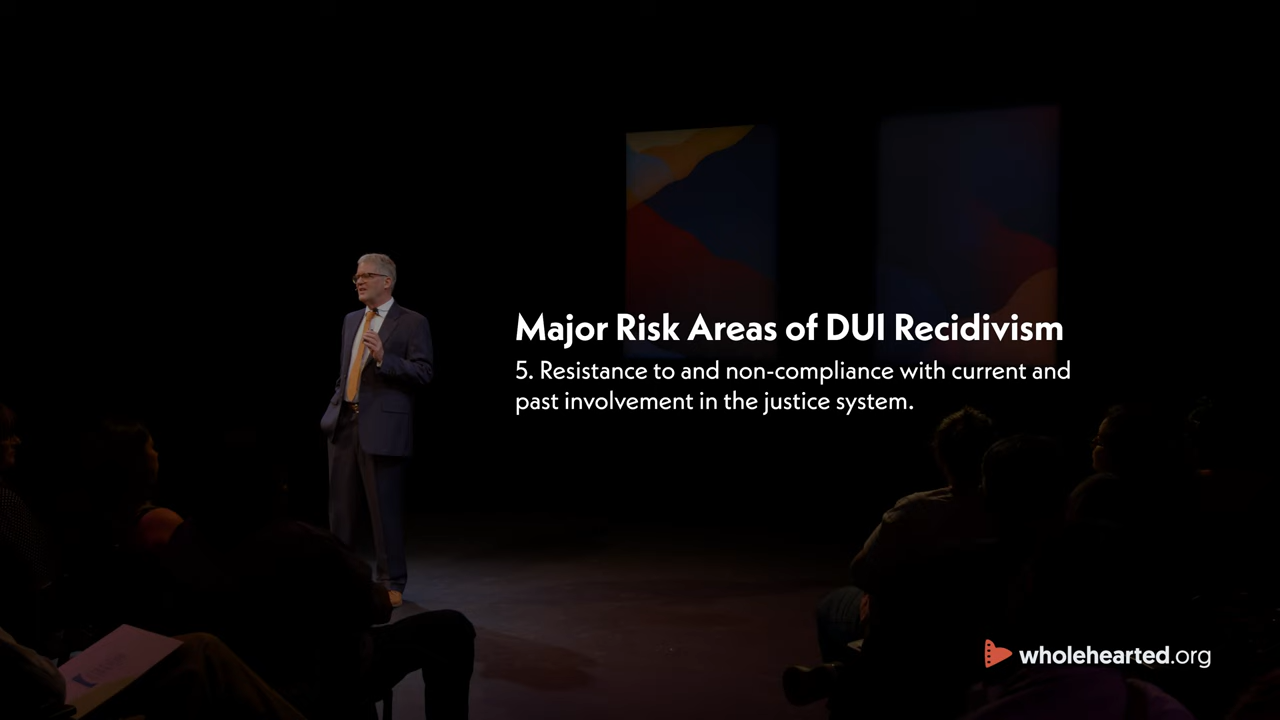 Major Risk Areas of DUI Recidivism
5. Resistance to and non-compliance with current and
past involvement in the justice system.
wholehearted.org